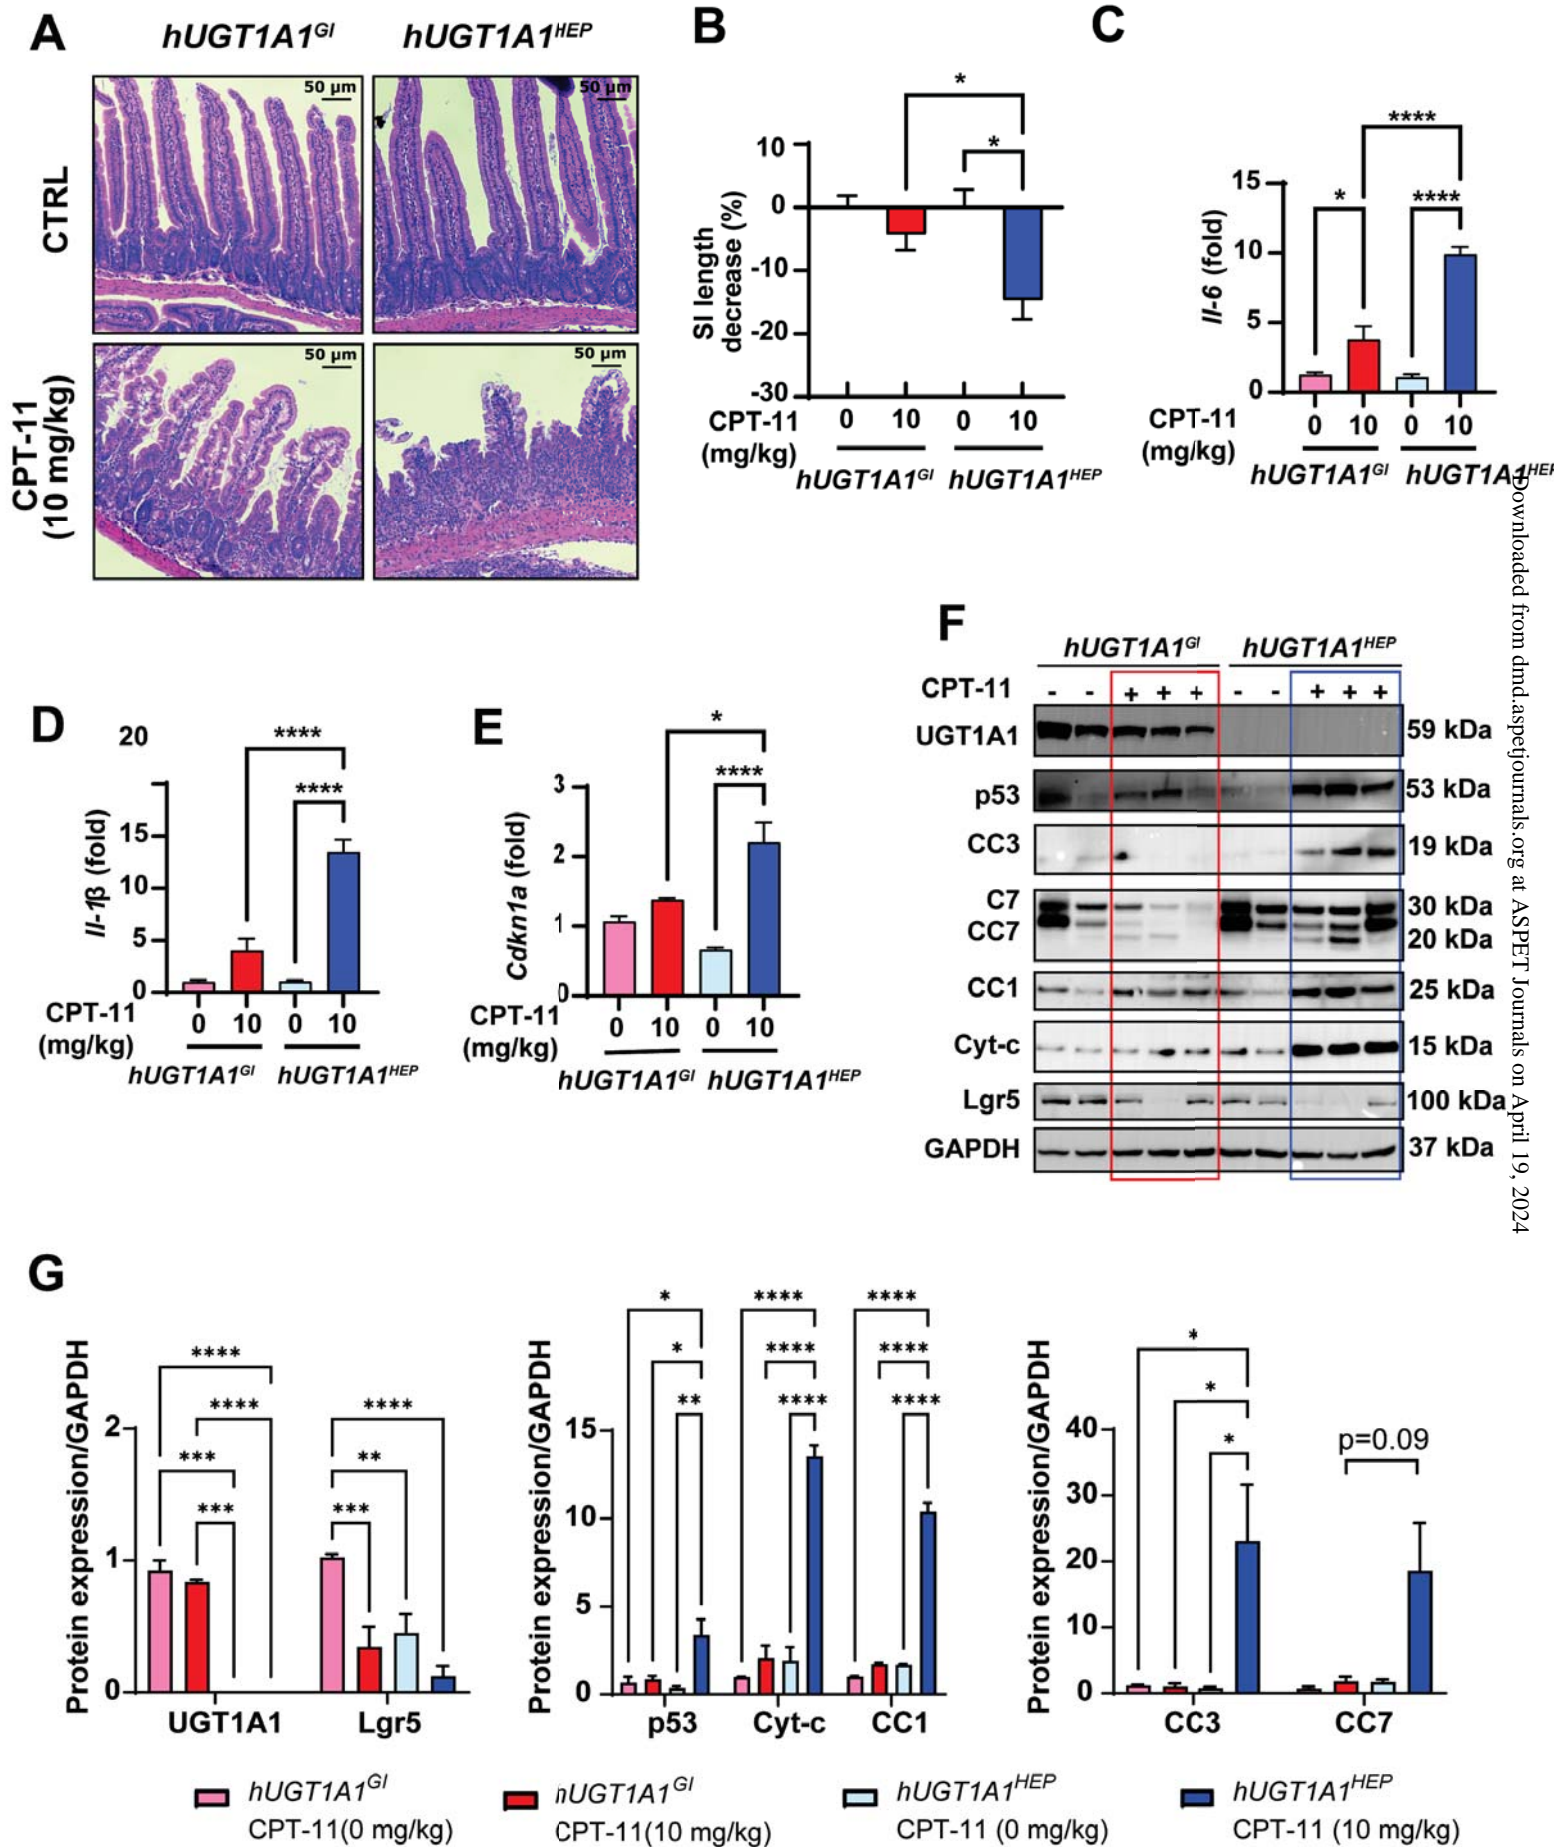 A
hUGT1A1GI
hUGT1A1HEP
CTRL
50 µm
50 µm
CPT-11
(10 mg/kg)
50 µm
50 µm
B
*
*
SI length
decrease (%)
10
0
-10
-20
-30
CPT-11
(mg/kg)
0 10 0 10
hUGT1A1GI hUGT1A1HEP
C
****
* ****
Il-6 (fold)
15
10
5
0
CPT-11
(mg/kg)
0 10 0 10
hUGT1A1GI hUGT1A1HEP
D
****
****
Il-1β (fold)
20
15
10
5
0
CPT-11
(mg/kg)
0 10 0 10
hUGT1A1GI hUGT1A1HEP
E
*
****
Cdkn1a (fold)
3
2
1
0
CPT-11
(mg/kg)
0 10 0 10
hUGT1A1GI hUGT1A1HEP
F
hUGT1A1GI hUGT1A1HEP
CPT-11 - - + + + - - + + +
UGT1A1 59 kDa
p53 53 kDa
CC3 19 kDa
C7 30 kDa
CC7 20 kDa
CC1 25 kDa
Cyt-c 15 kDa
Lgr5 100 kDa
GAPDH 37 kDa
Downloaded from dmd.aspetjournals.org at ASPET Journals on April 19, 2024
G
Protein expression/GAPDH
2
1
0
****
****
***
***
****
**
***
UGT1A1 Lgr5
Protein expression/GAPDH
15
10
5
0
* **** ****
* **** ****
** **** ****
p53 Cyt-c CC1
Protein expression/GAPDH
40
30
20
10
0
*
*
*
p=0.09
CC3 CC7
hUGT1A1GI
CPT-11(0 mg/kg)
hUGT1A1GI
CPT-11(10 mg/kg)
hUGT1A1HEP
CPT-11 (0 mg/kg)
hUGT1A1HEP
CPT-11 (10 mg/kg)